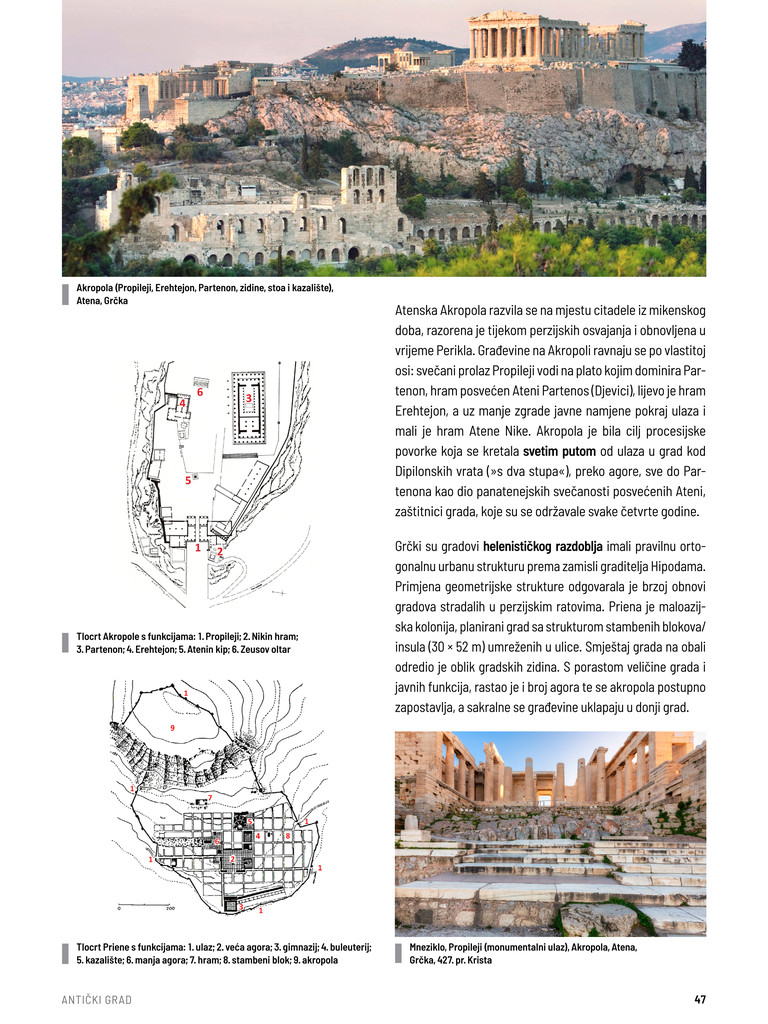 Akropola (Propileji, Erehtejon, Partenon, zidine, stoa i kazalište),
Atena, Grčka
6
3
4
5
1
2
Tlocrt Akropole s funkcijama: 1. Propileji; 2. Nikin hram;
3. Partenon; 4. Erehtejon; 5. Atenin kip; 6. Zeusov oltar
1
9
1
7
5
1
6
4
8
2
1
1
3
1
0
200
Tlocrt Priene s funkcijama: 1. ulaz; 2. veća agora; 3. gimnazij; 4. buleuterij;
5. kazalište; 6. manja agora; 7. hram; 8. stambeni blok; 9. akropola
Atenska Akropola razvila se na mjestu citadele iz mikenskog
doba, razorena je tijekom perzijskih osvajanja i obnovljena u
vrijeme Perikla. Građevine na Akropoli ravnaju se po vlastitoj
osi: svečani prolaz Propileji vodi na plato kojim dominira Par-
tenon, hram posvećen Ateni Partenos (Djevici), lijevo je hram
Erehtejon, a uz manje zgrade javne namjene pokraj ulaza i
mali je hram Atene Nike. Akropola je bila cilj procesijske
povorke koja se kretala svetim putom od ulaza u grad kod
Dipilonskih vrata (»s dva stupa«), preko agore, sve do Par-
tenona kao dio panatenejskih svečanosti posvećenih Ateni,
zaštitnici grada, koje su se održavale svake četvrte godine.
Grčki su gradovi helenističkog razdoblja imali pravilnu orto-
gonalnu urbanu strukturu prema zamisli graditelja Hipodama.
Primjena geometrijske strukture odgovarala je brzoj obnovi
gradova stradalih u perzijskim ratovima. Priena je maloazij-
ska kolonija, planirani grad sa strukturom stambenih blokova/
insula (30 × 52 m) umreženih u ulice. Smještaj grada na obali
odredio je oblik gradskih zidina. S porastom veličine grada i
javnih funkcija, rastao je i broj agora te se akropola postupno
zapostavlja, a sakralne se građevine uklapaju u donji grad.
Mneziklo, Propileji (monumentalni ulaz), Akropola, Atena,
Grčka, 427. pr. Krista
ANTIČKI GRAD
47